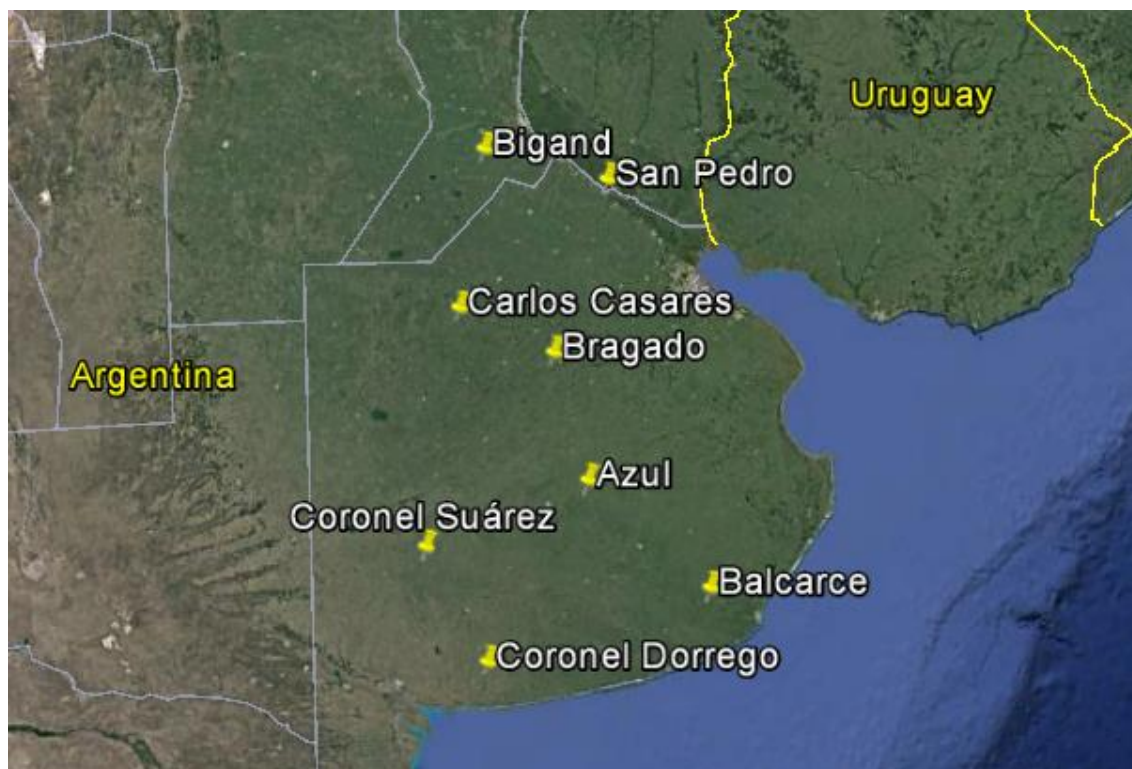 Uruguay
Bigand
San Pedro
Carlos Casares
Bragado
Argentina
Azul
Coronel Suárez
Balcarce
Coronel Dorrego